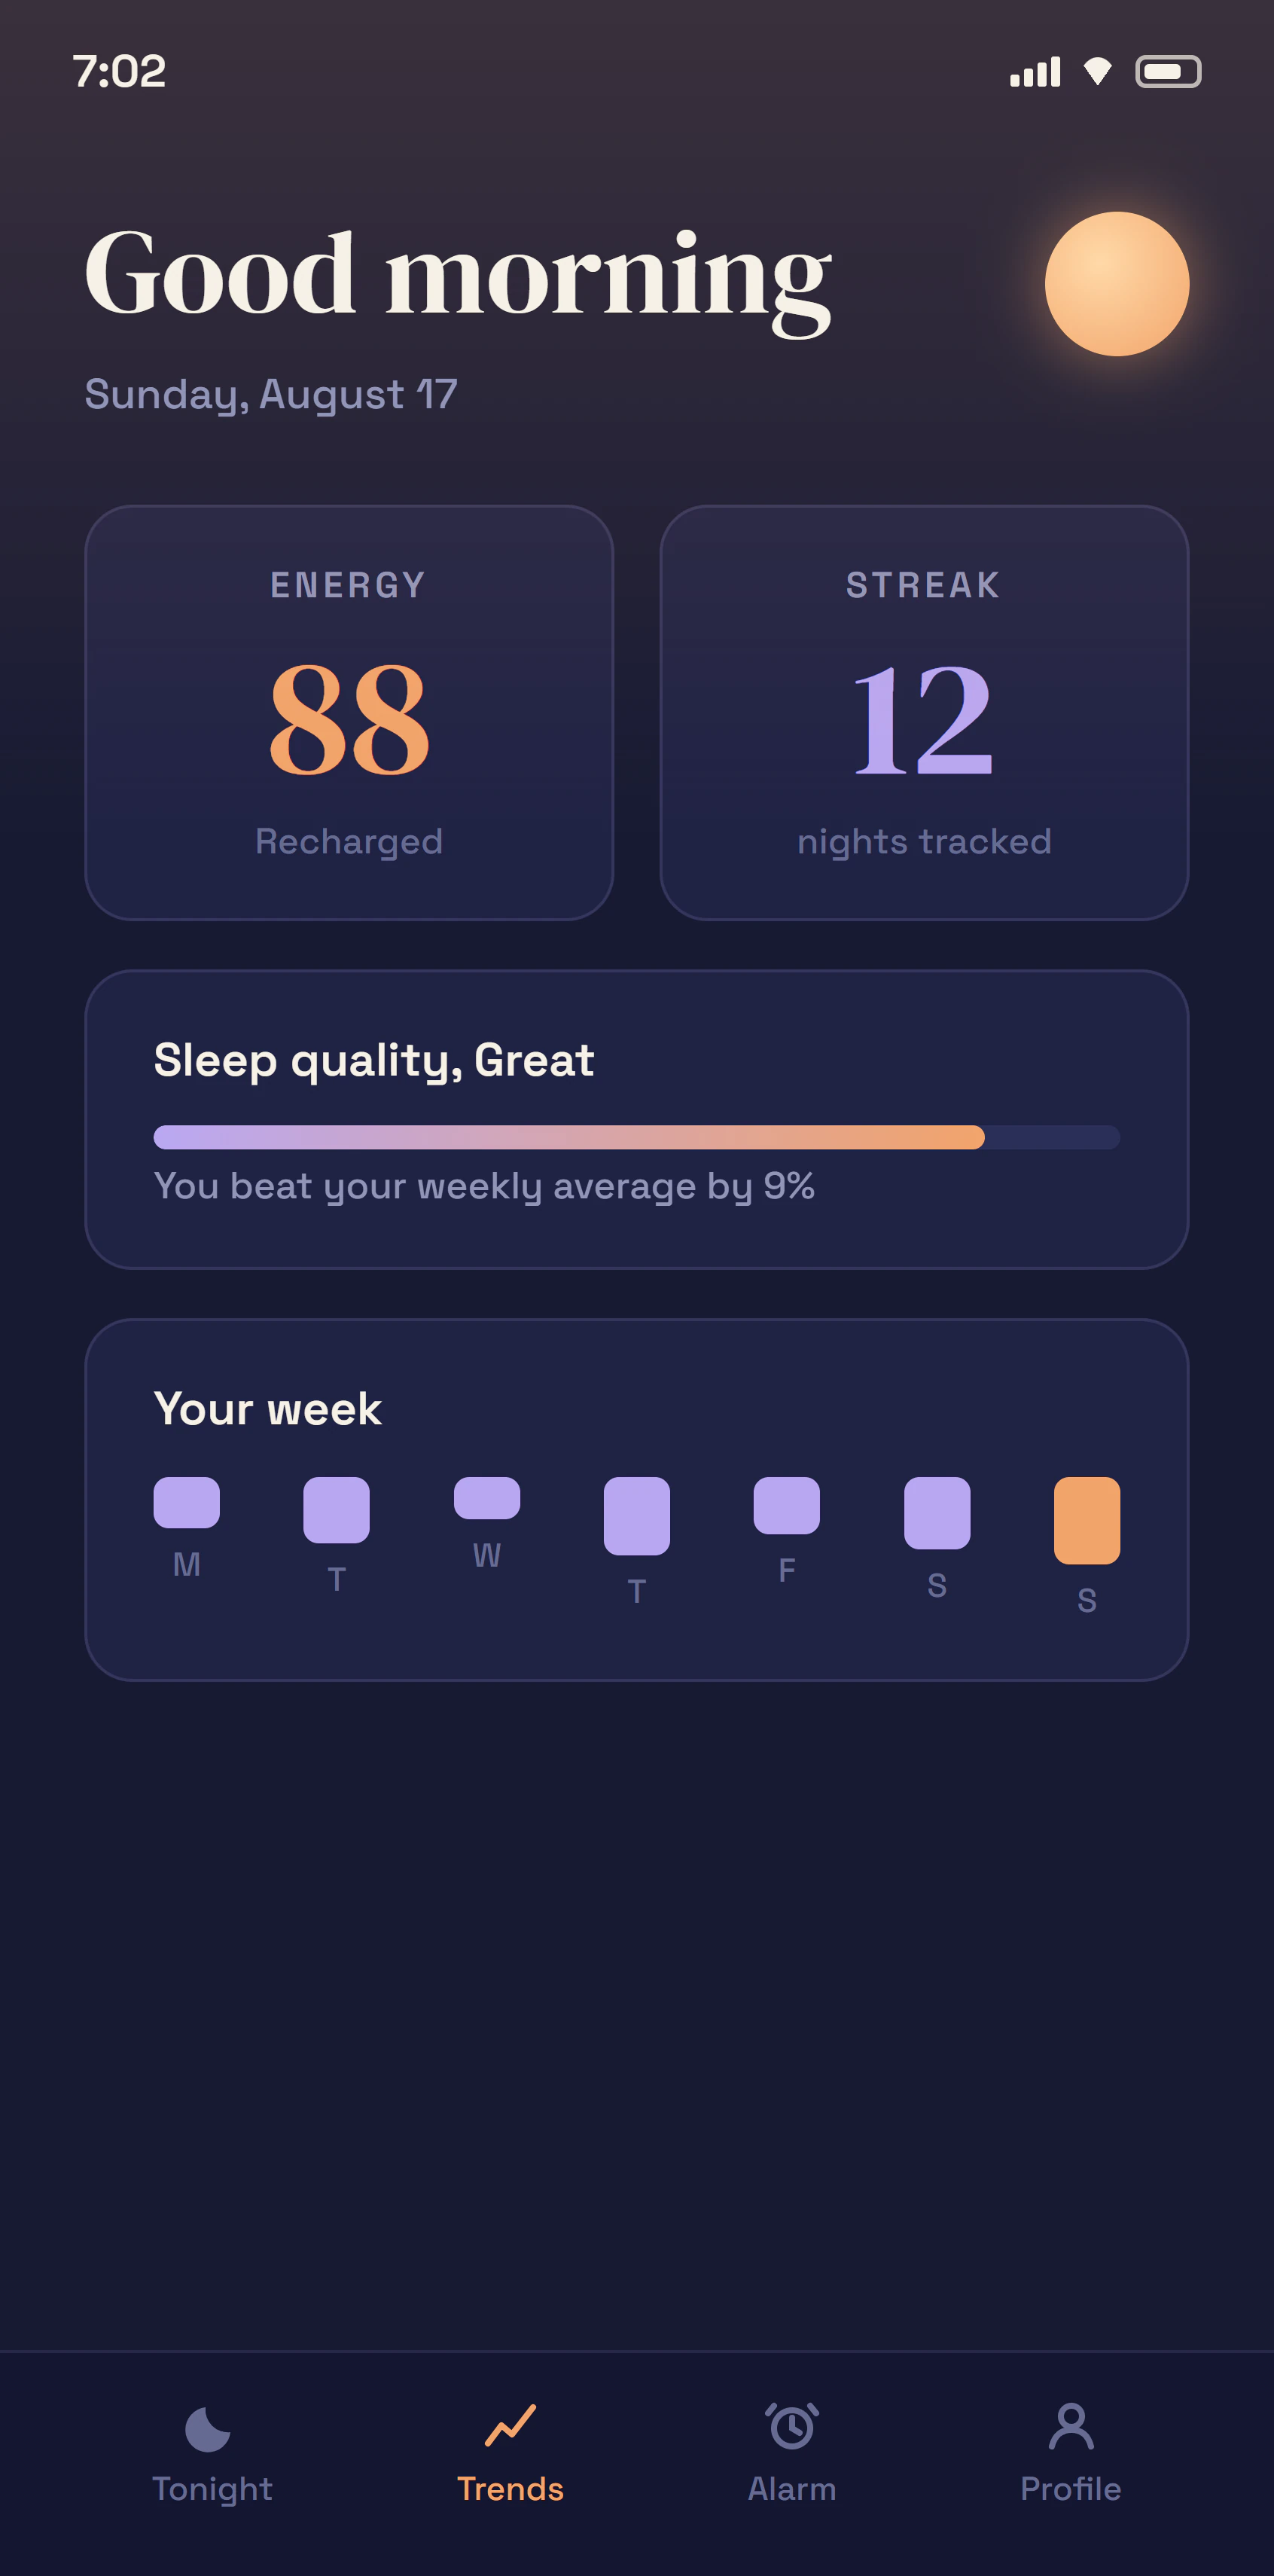 7:02
Good morning
Sunday, August 17
ENERGY
88
Recharged
STREAK
12
nights tracked
Sleep quality, Great
You beat your weekly average by 9%
Your week
M T W T F S S
Tonight Trends Alarm Profile